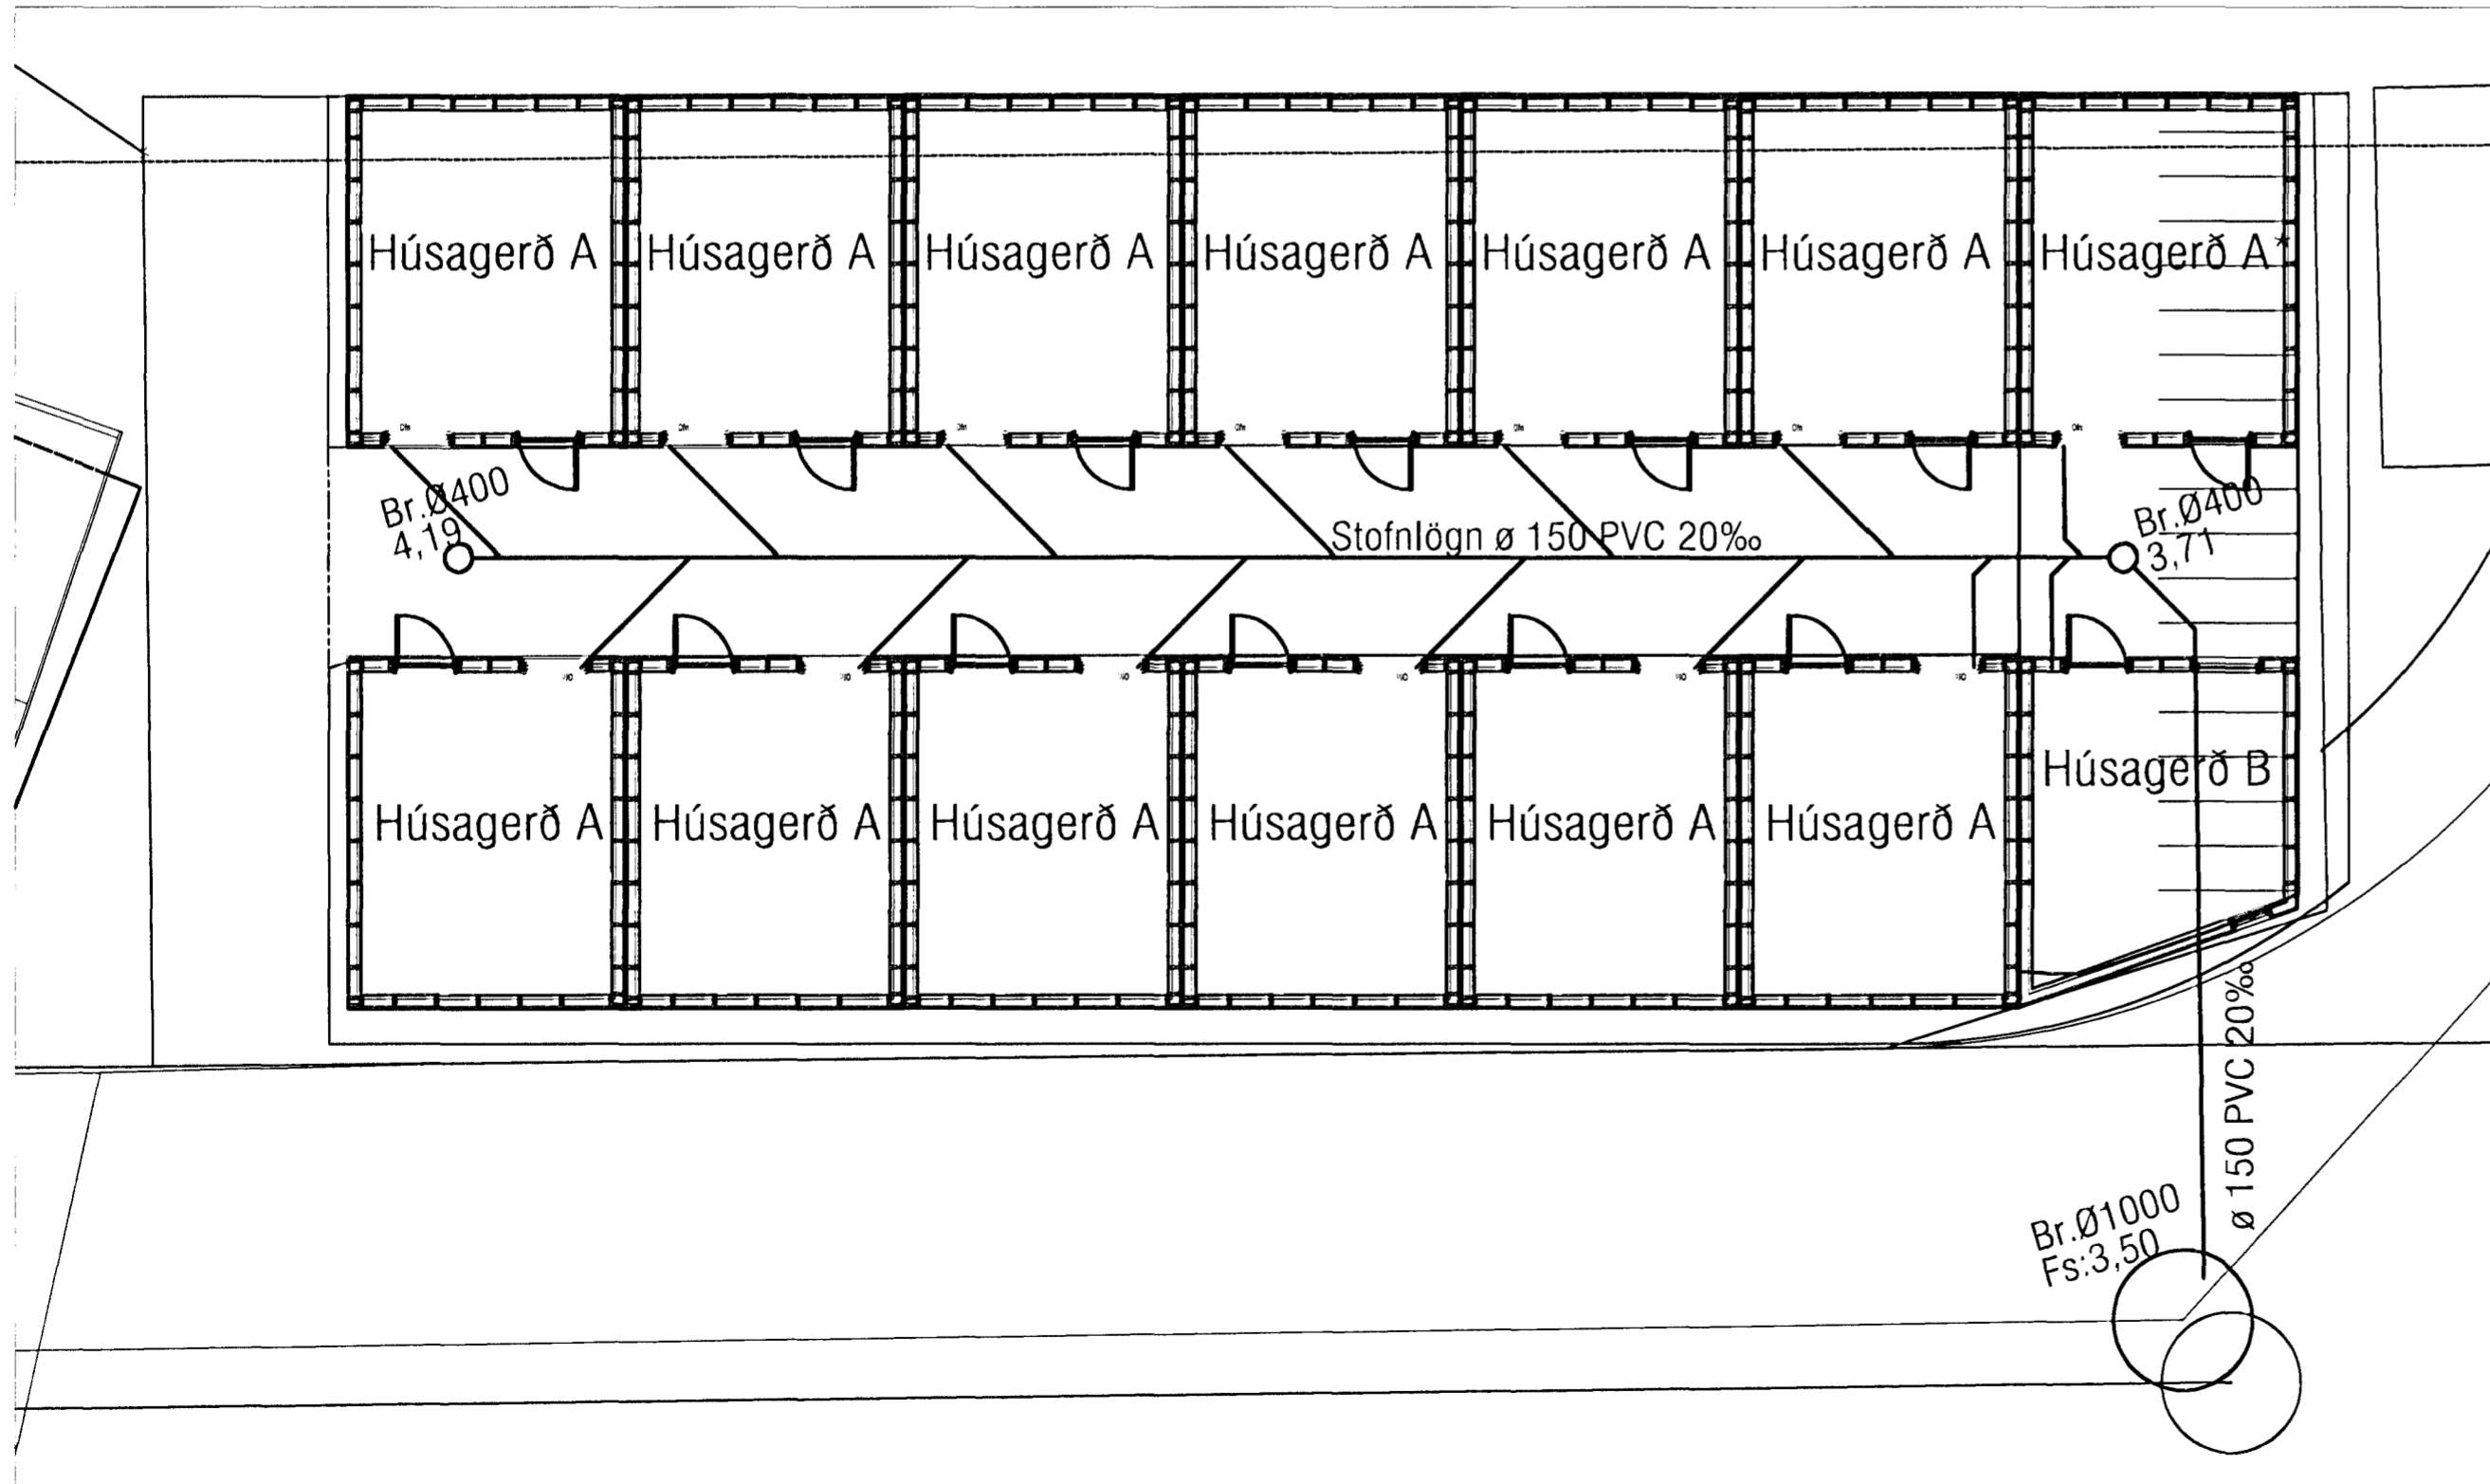 Húsagerð A
Húsagerð A
Húsagerð A
Húsagerð A
Húsagerð A
Húsagerð A
Húsagerð A*
Br.Ø400
4,19
Stofnlögn ø 150 PVC 20‰
Br.Ø400
3,71
Húsagerð A
Húsagerð A
Húsagerð A
Húsagerð A
Húsagerð A
Húsagerð A
Húsagerð B
ø 150 PVC 20‰
Br.Ø1000
Fs:3,50